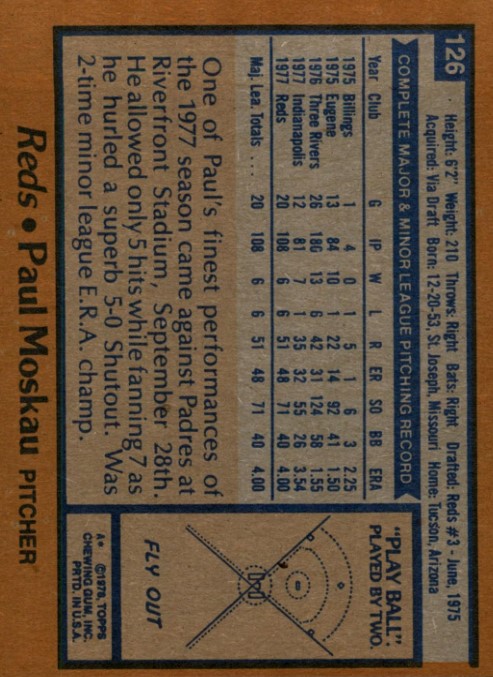 126
Height: 6'2" Weight: 210 Throws: Right Bats: Right Drafted: Reds #3 - June, 1975
Acquired: Via Draft Born: 12-20-53, St. Joseph, Missouri Home: Tucson, Arizona
COMPLETE MAJOR & MINOR LEAGUE PITCHING RECORD
Year Club G IP W L R ER SO BB ERA
1975 Billings 1 4 0 1 5 1 6 3 2.25
1975 Eugene 13 84 10 1 22 14 92 41 1.50
1976 Three Rivers 26 180 13 6 42 31 124 58 1.55
1977 Indianapolis 12 81 7 1 35 32 55 26 3.54
1977 Reds 20 108 6 6 51 48 71 40 4.00
Maj. Lea. Totals ... 20 108 6 6 51 48 71 40 4.00
One of Paul's finest performances of
the 1977 season came against Padres at
Riverfront Stadium, September 28th.
He allowed only 5 hits while fanning 7 as
he hurled a superb 5-0 Shutout. Was
2-time minor league E.R.A. champ.
"PLAY BALL".
PLAYED BY TWO.
FLY OUT
A* ©1978, TOPPS
CHEWING GUM, INC.
PRTD. IN U.S.A.
Reds • Paul Moskau PITCHER